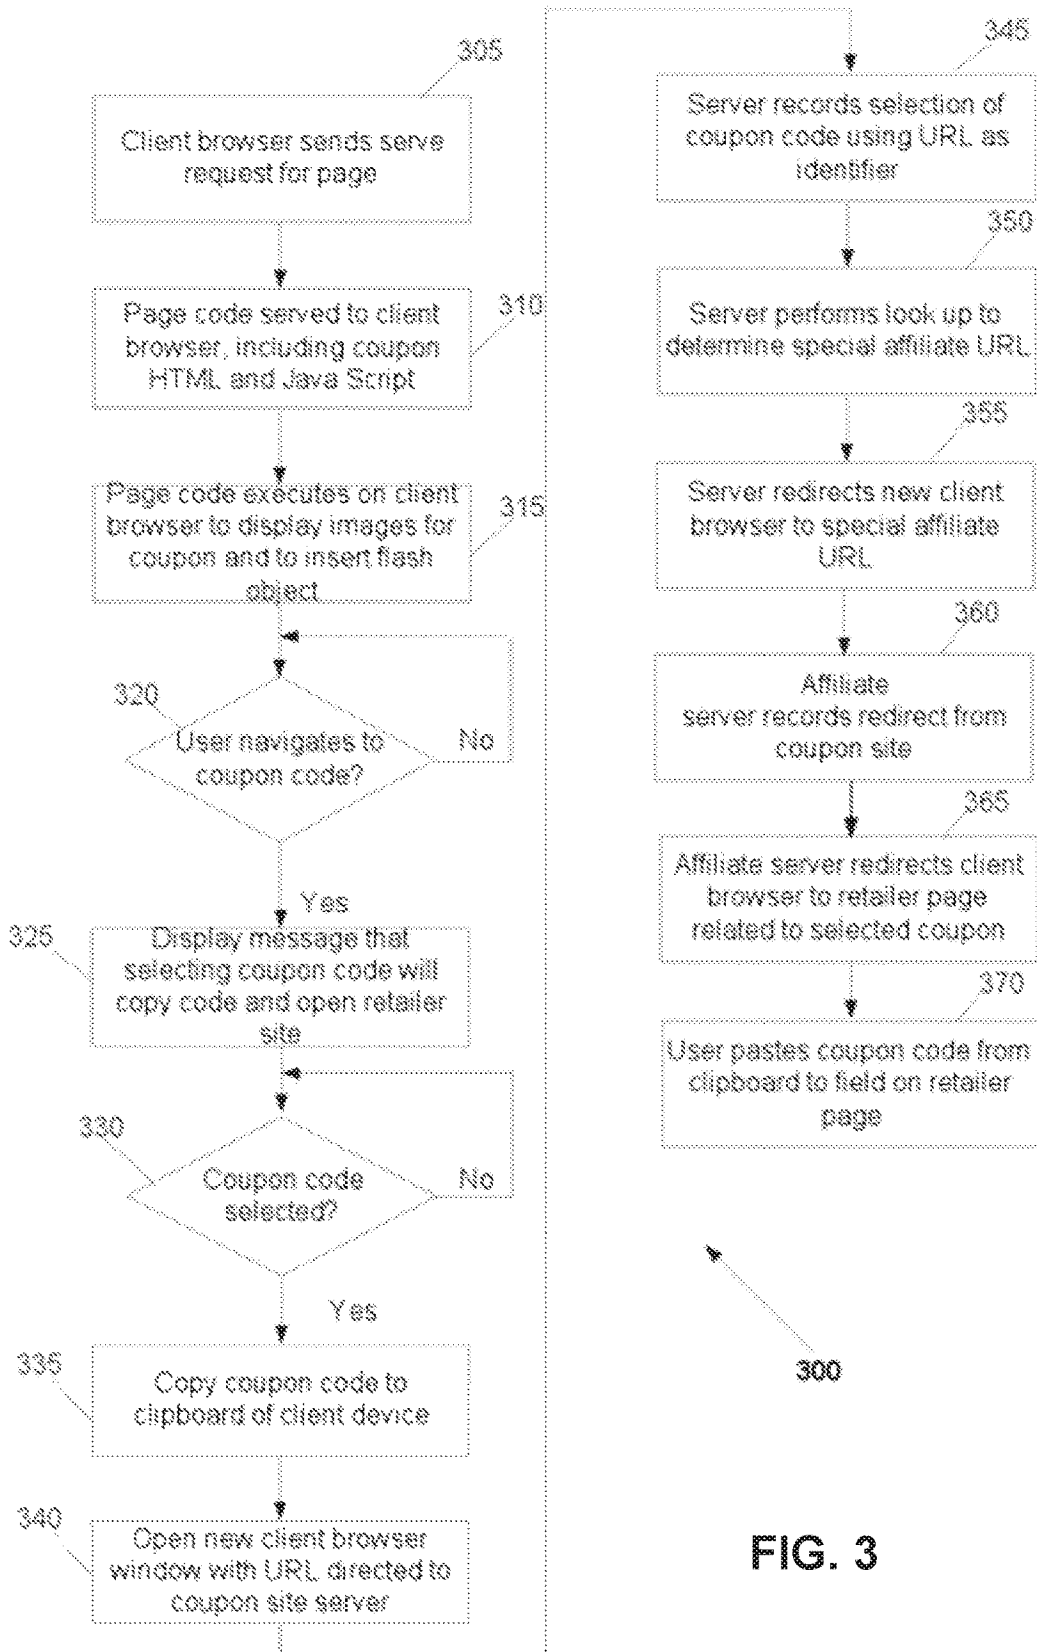 305
Client browser sends serve
request for page
310
Page code served to client
browser, including coupon
HTML and Java Script
315
Page code executes on client
browser to display images for
coupon and to insert flash
object
320
User navigates to
coupon code?
No
Yes
325
Display message that
selecting coupon code will
copy code and open retailer
site
330
Coupon code
selected?
No
Yes
335
Copy coupon code to
clipboard of client device
340
Open new client browser
window with URL directed to
coupon site server
345
Server records selection of
coupon code using URL as
identifier
350
Server performs look up to
determine special affiliate URL
355
Server redirects new client
browser to special affiliate
URL
360
Affiliate
server records redirect from
coupon site
365
Affiliate server redirects client
browser to retailer page
related to selected coupon
370
User pastes coupon code from
clipboard to field on retailer
page
300
FIG. 3